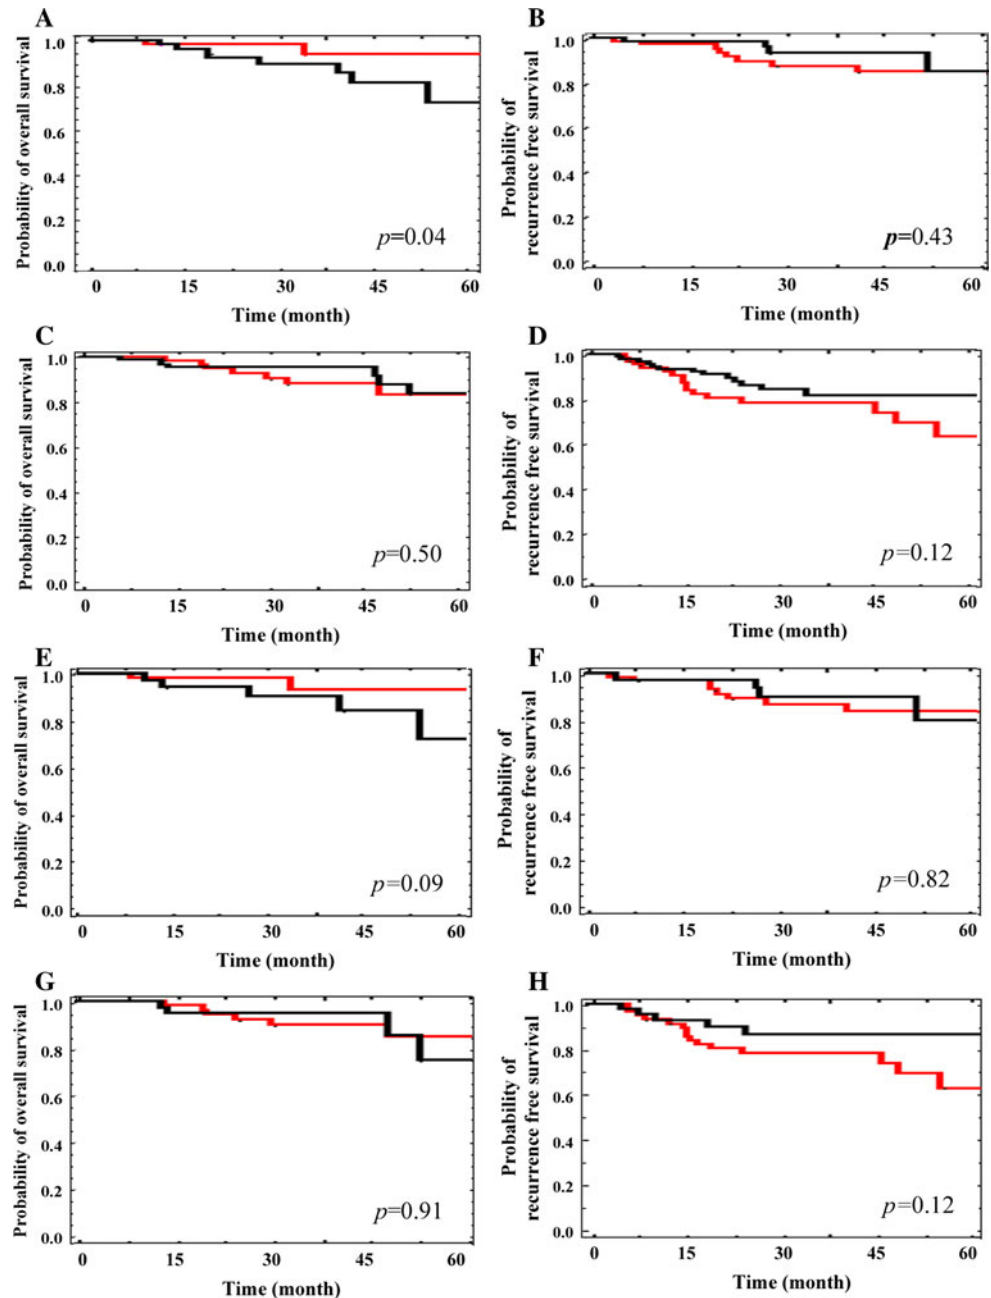 A
Probability of overall survival
1.0
0.8
0.6
0.4
0.2
0.0
p=0.04
0 15 30 45 60
Time (month)
B
Probability of
recurrence free survival
1.0
0.8
0.6
0.4
0.2
0.0
p=0.43
0 15 30 45 60
Time (month)
C
Probability of overall survival
1.0
0.8
0.6
0.4
0.2
0.0
p=0.50
0 15 30 45 60
Time (month)
D
Probability of
recurrence free survival
1.0
0.8
0.6
0.4
0.2
0.0
p=0.12
0 15 30 45 60
Time (month)
E
Probability of overall survival
1.0
0.8
0.6
0.4
0.2
0.0
p=0.09
0 15 30 45 60
Time (month)
F
Probability of
recurrence free survival
1.0
0.8
0.6
0.4
0.2
0.0
p=0.82
0 15 30 45 60
Time (month)
G
Probability of overall survival
1.0
0.8
0.6
0.4
0.2
0.0
p=0.91
0 15 30 45 60
Time (month)
H
Probability of
recurrence free survival
1.0
0.8
0.6
0.4
0.2
0.0
p=0.12
0 15 30 45 60
Time (month)